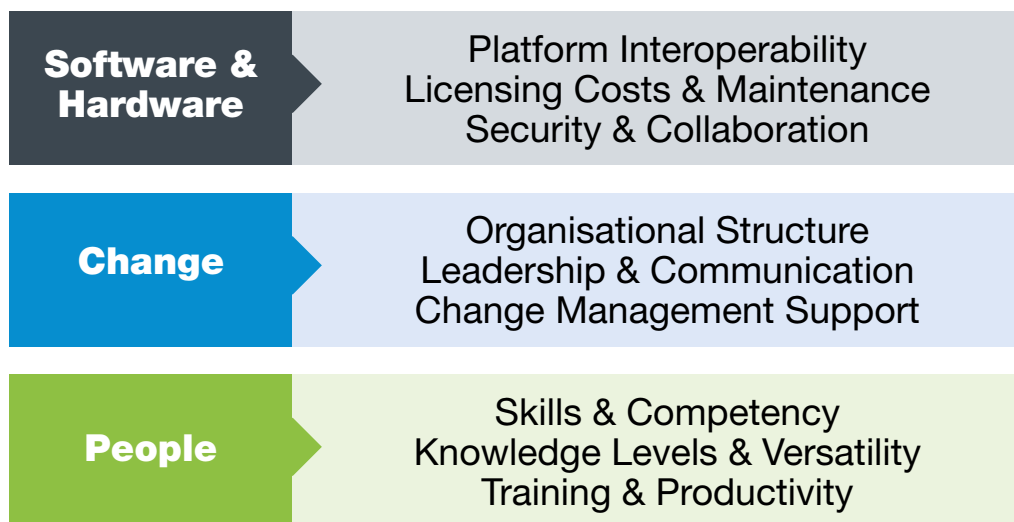 Software &
Hardware
Platform Interoperability
Licensing Costs & Maintenance
Security & Collaboration
Change
Organisational Structure
Leadership & Communication
Change Management Support
People
Skills & Competency
Knowledge Levels & Versatility
Training & Productivity